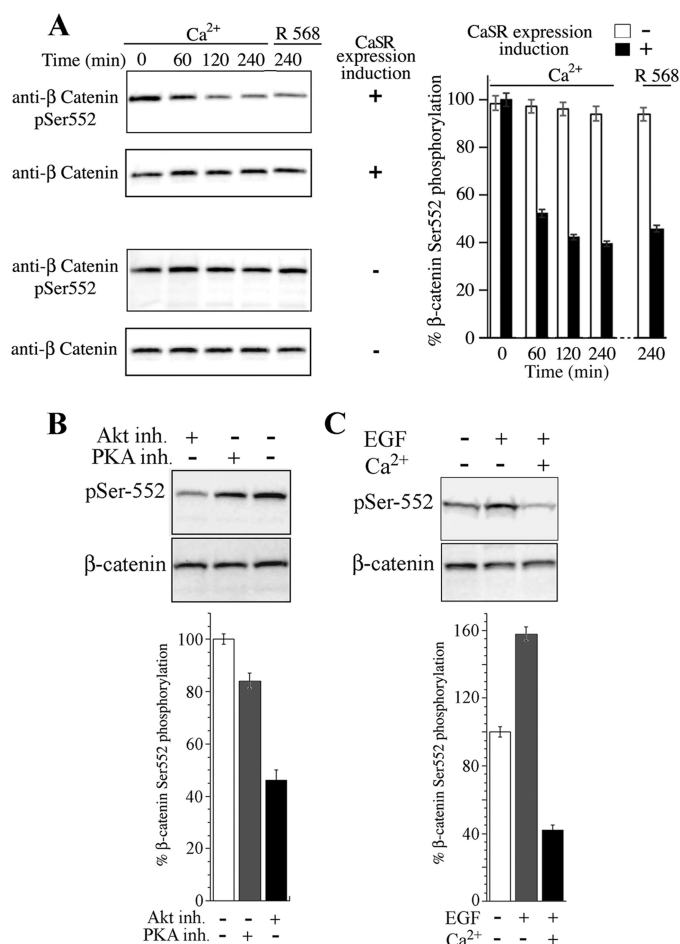 A
Ca2+ R 568
Time (min) 0 60 120 240 240
CaSR
expression
induction
anti-β Catenin
pSer552
+
anti-β Catenin +
anti-β Catenin
pSer552
-
anti-β Catenin -
CaSR expression
induction
-
+
Ca2+ R 568
% β-catenin Ser552 phosphorylation
100
80
60
40
20
0
0 60 120 240 240
Time (min)
B
Akt inh. + - -
PKA inh. - + -
pSer-552
β-catenin
% β-catenin Ser552 phosphorylation
100
80
60
40
20
0
Akt inh. - - +
PKA inh. - + -
C
EGF - + +
Ca2+ - - +
pSer-552
β-catenin
% β-catenin Ser552 phosphorylation
160
120
80
40
0
EGF - + +
Ca2+ - - +